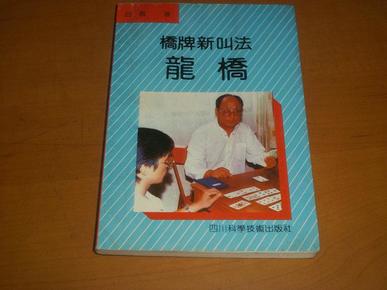 橋牌新叫法
龍橋
四川科學技術出版社